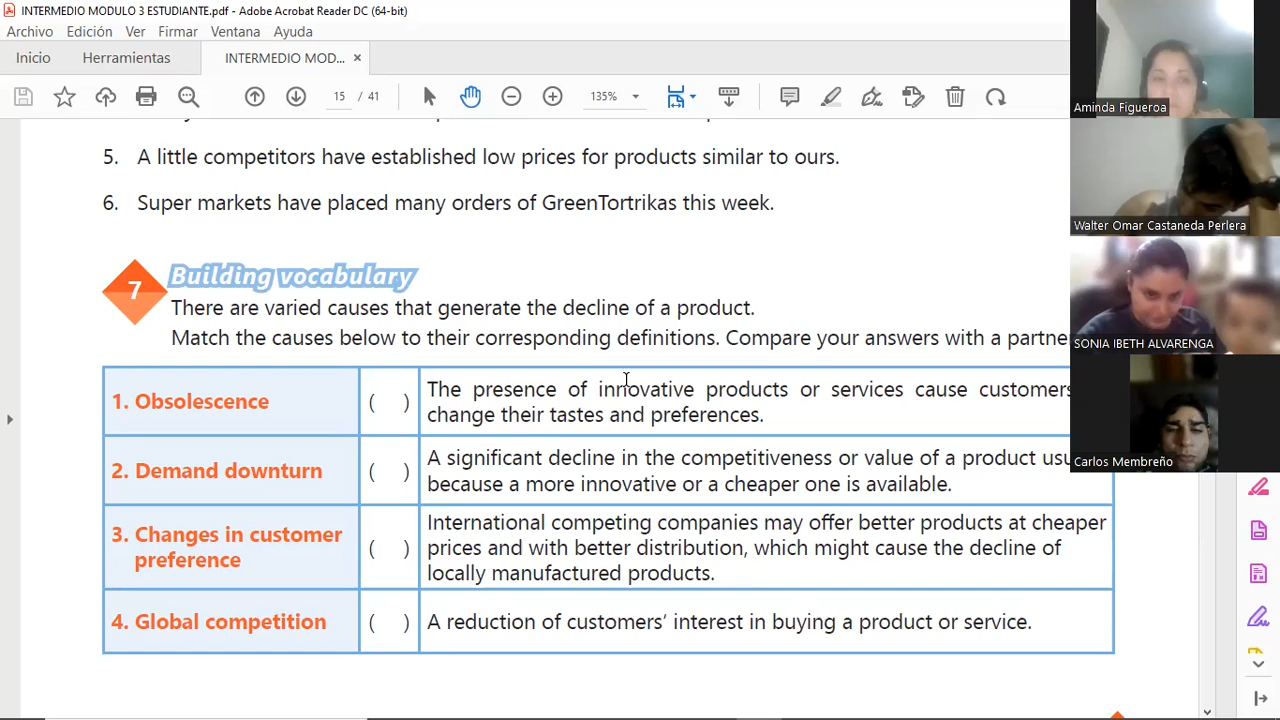 INTERMEDIO MODULO 3 ESTUDIANTE.pdf - Adobe Acrobat Reader DC (64-bit)
Archivo Edición Ver Firmar Ventana Ayuda
Inicio Herramientas INTERMEDIO MOD... ×
15 / 41 135%
5. A little competitors have established low prices for products similar to ours.
6. Super markets have placed many orders of GreenTortrikas this week.
7 Building vocabulary
There are varied causes that generate the decline of a product.
Match the causes below to their corresponding definitions. Compare your answers with a partne
1. Obsolescence ( ) The presence of innovative products or services cause customers
change their tastes and preferences.
2. Demand downturn ( ) A significant decline in the competitiveness or value of a product usu
because a more innovative or a cheaper one is available.
3. Changes in customer preference ( ) International competing companies may offer better products at cheaper
prices and with better distribution, which might cause the decline of
locally manufactured products.
4. Global competition ( ) A reduction of customers’ interest in buying a product or service.
Aminda Figueroa
Walter Omar Castaneda Perlera
SONIA IBETH ALVARENGA
Carlos Membreño